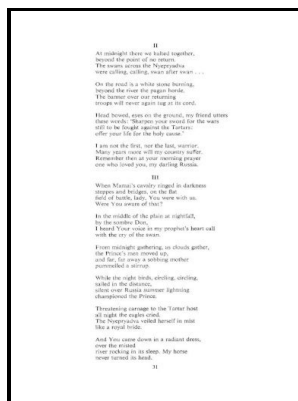 II
At midnight there we halted together,
beyond the point of no return.
The swans across the Nepryadva
were calling, calling, swan after swan . . .
On the road is a white stone burning,
beyond the river the pagan horde.
The banner over our returning
troops will never again tug at its cord.
Head bowed, eyes on the ground, my friend utters
these words: 'Sharpen your sword for the wars
still to be fought against the Tartars:
offer your life for the holy cause.'
I am not the first, nor the last, warrior.
Many years more will my country suffer.
Remember then at your morning prayer
one who loved you, my darling Russia.
III
When Mamai's cavalry ringed in darkness
steppes and bridges, on the flat
field of battle, lady, You were with us.
Were You aware of that?
In the middle of the plain at nightfall,
by the sombre Don,
I heard Your voice in my prophet's heart call
with the cry of the swan.
From midnight gathering, as clouds gather,
the Prince's men moved up,
and far, far away a sobbing mother
pummelled a stirrup.
While the night birds, circling, circling,
sailed in the distance,
silent over Russia summer lightning
championed the Prince.
Threatening carnage to the Tartar host
all night the eagles cried.
The Nepryadva veiled herself in mist
like a royal bride.
And You came down in a radiant dress,
over the misted
river rocking in its sleep. My horse
never turned its head.
31